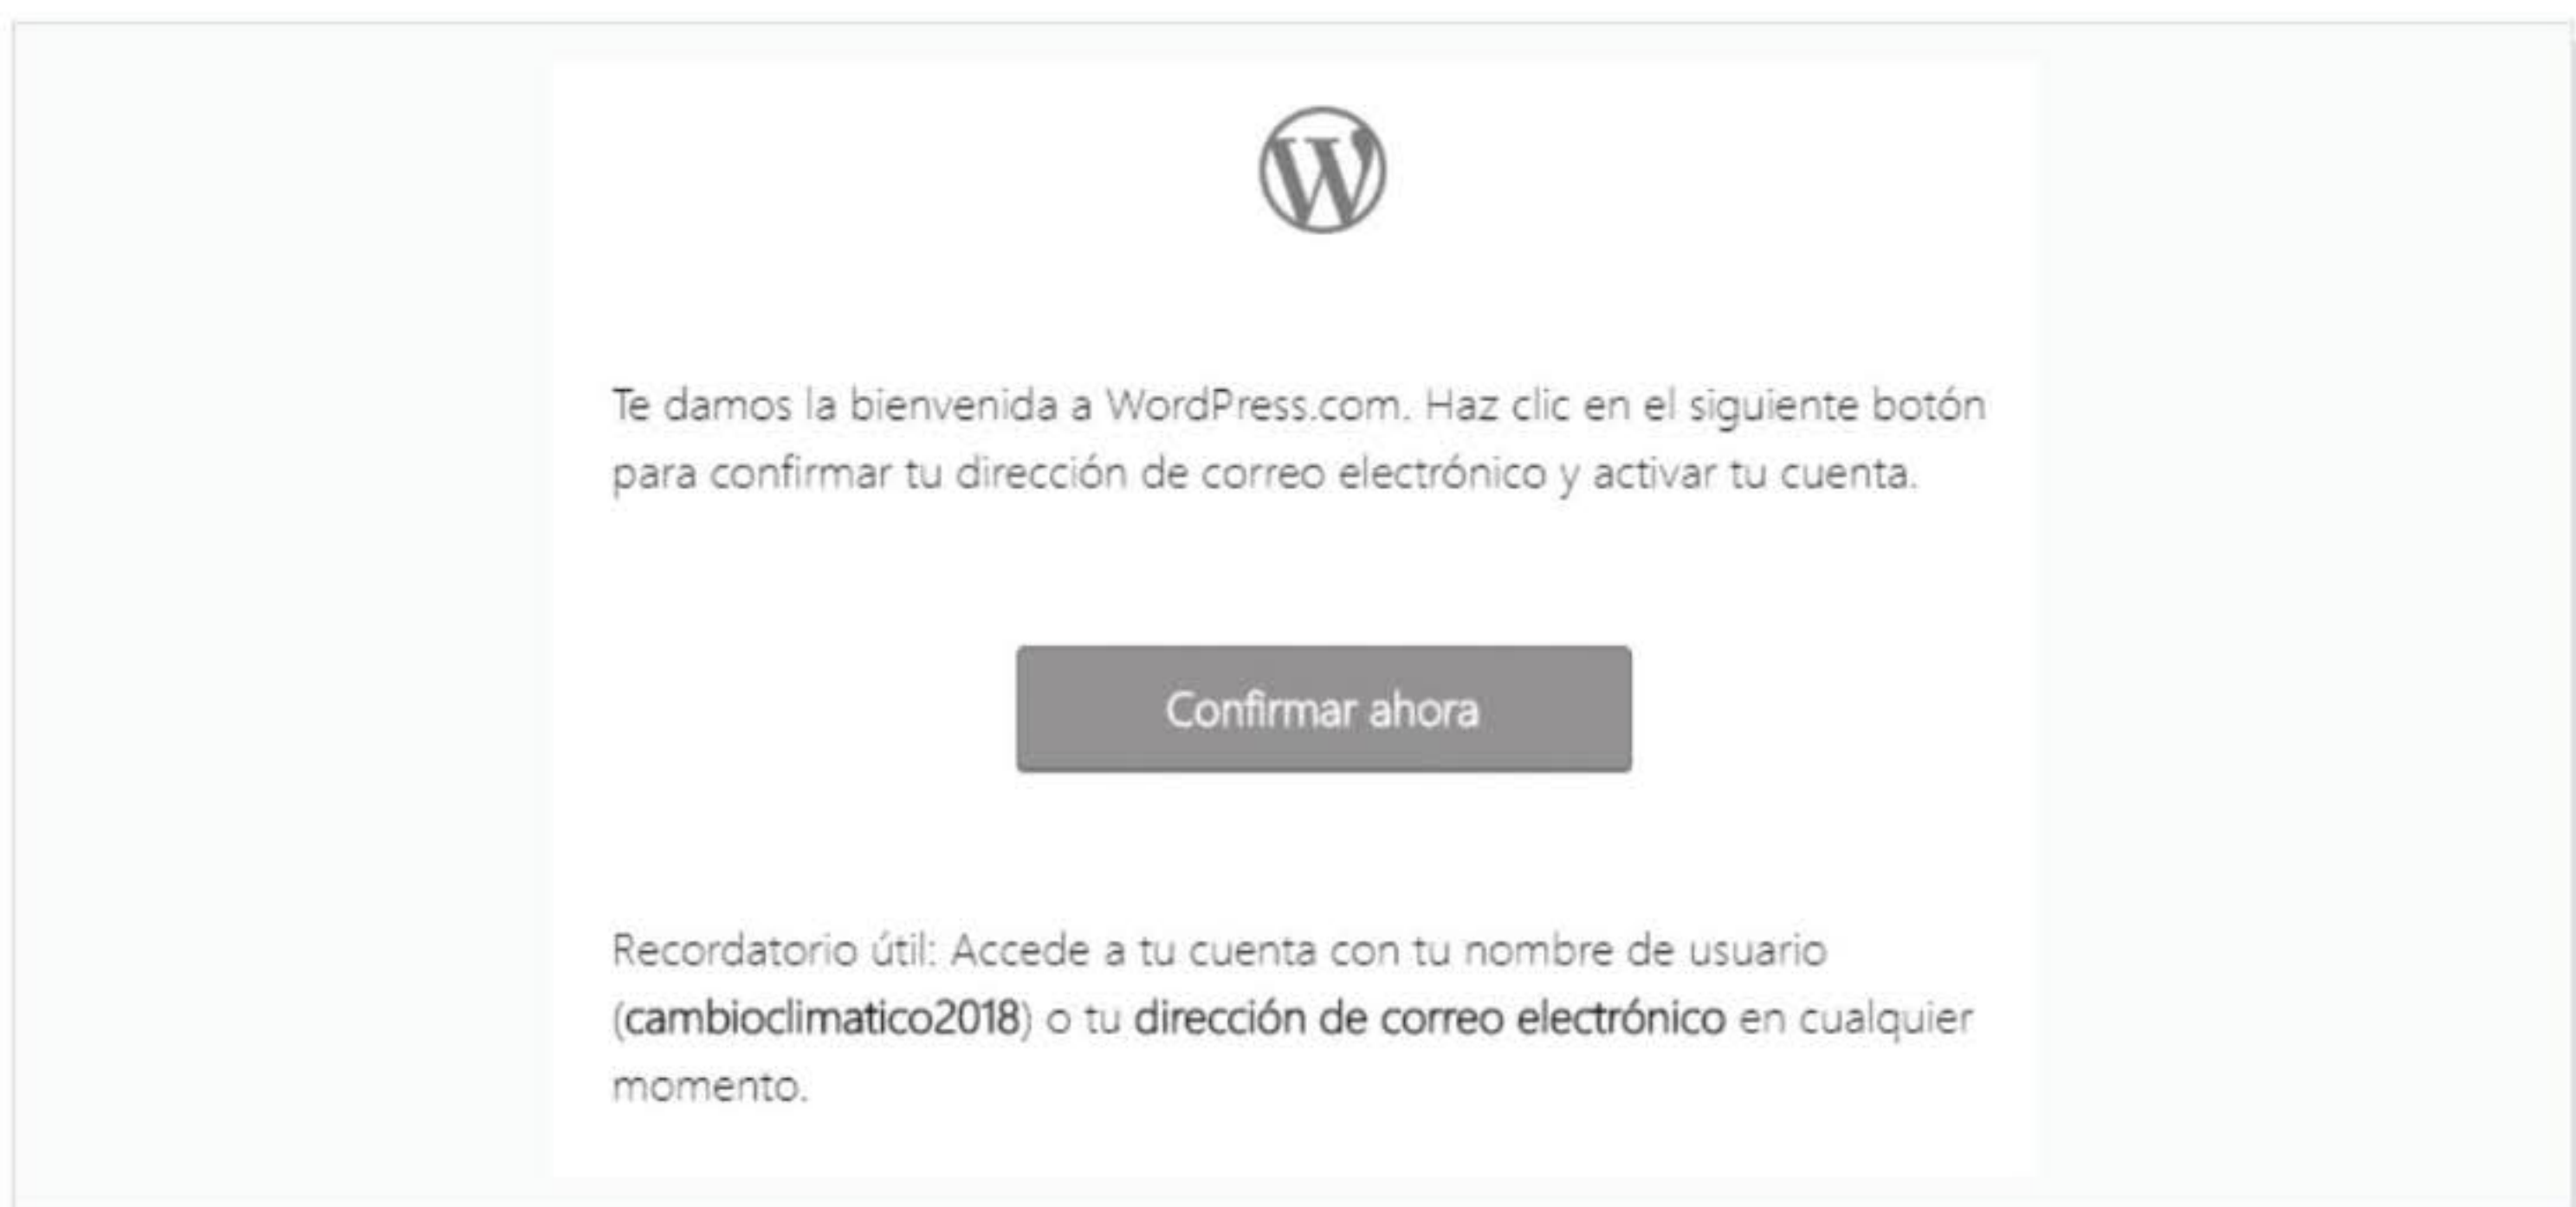 Te damos la bienvenida a WordPress.com. Haz clic en el siguiente botón
para confirmar tu dirección de correo electrónico y activar tu cuenta.
Confirmar ahora
Recordatorio útil: Accede a tu cuenta con tu nombre de usuario
(cambioclimatico2018) o tu dirección de correo electrónico en cualquier
momento.